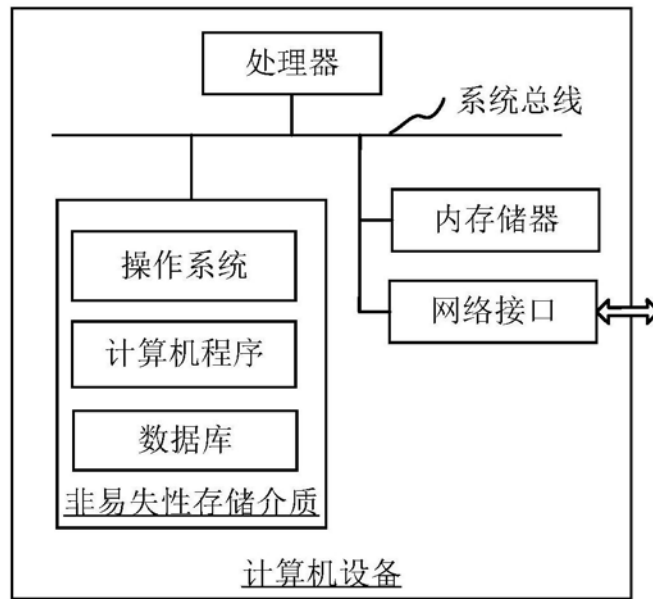 处理器
系统总线
内存储器
操作系统
网络接口
计算机程序
数据库
非易失性存储介质
计算机设备